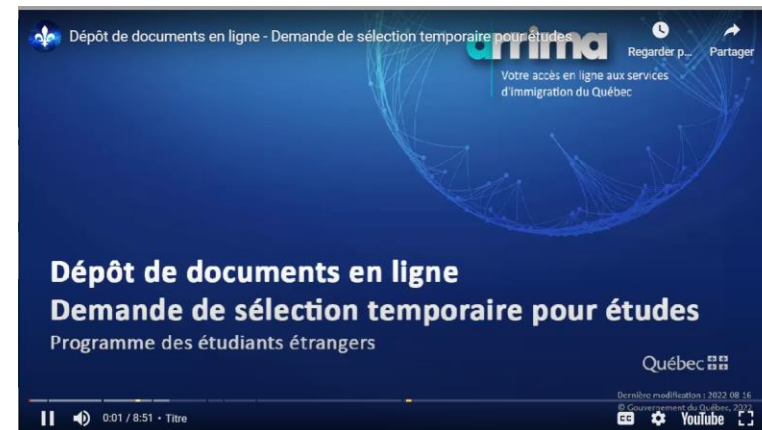 Dépôt de documents en ligne - Demande de sélection temporaire pour études
arrima
Regarder p... Partager
Votre accès en ligne aux services
d'immigration du Québec
Dépôt de documents en ligne
Demande de sélection temporaire pour études
Programme des étudiants étrangers
Québec
Dernière modification : 2022 08 16
© Gouvernement du Québec, 2022
0:01 / 8:51 • Titre
CC YouTube